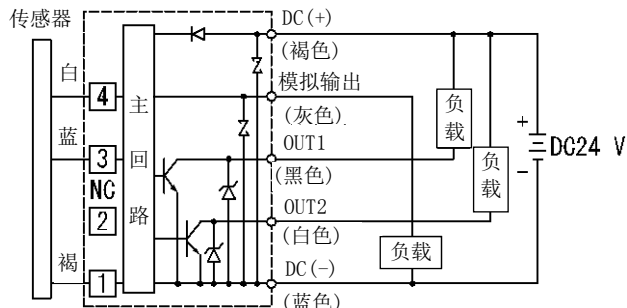 传感器
白
4
蓝
3
NC
2
褐
1
主
回
路
DC(+)
(褐色)
模拟输出
(灰色)
OUT1
(黑色)
OUT2
(白色)
DC(-)
(蓝色)
负载
负载
负载
+
-
DC24 V